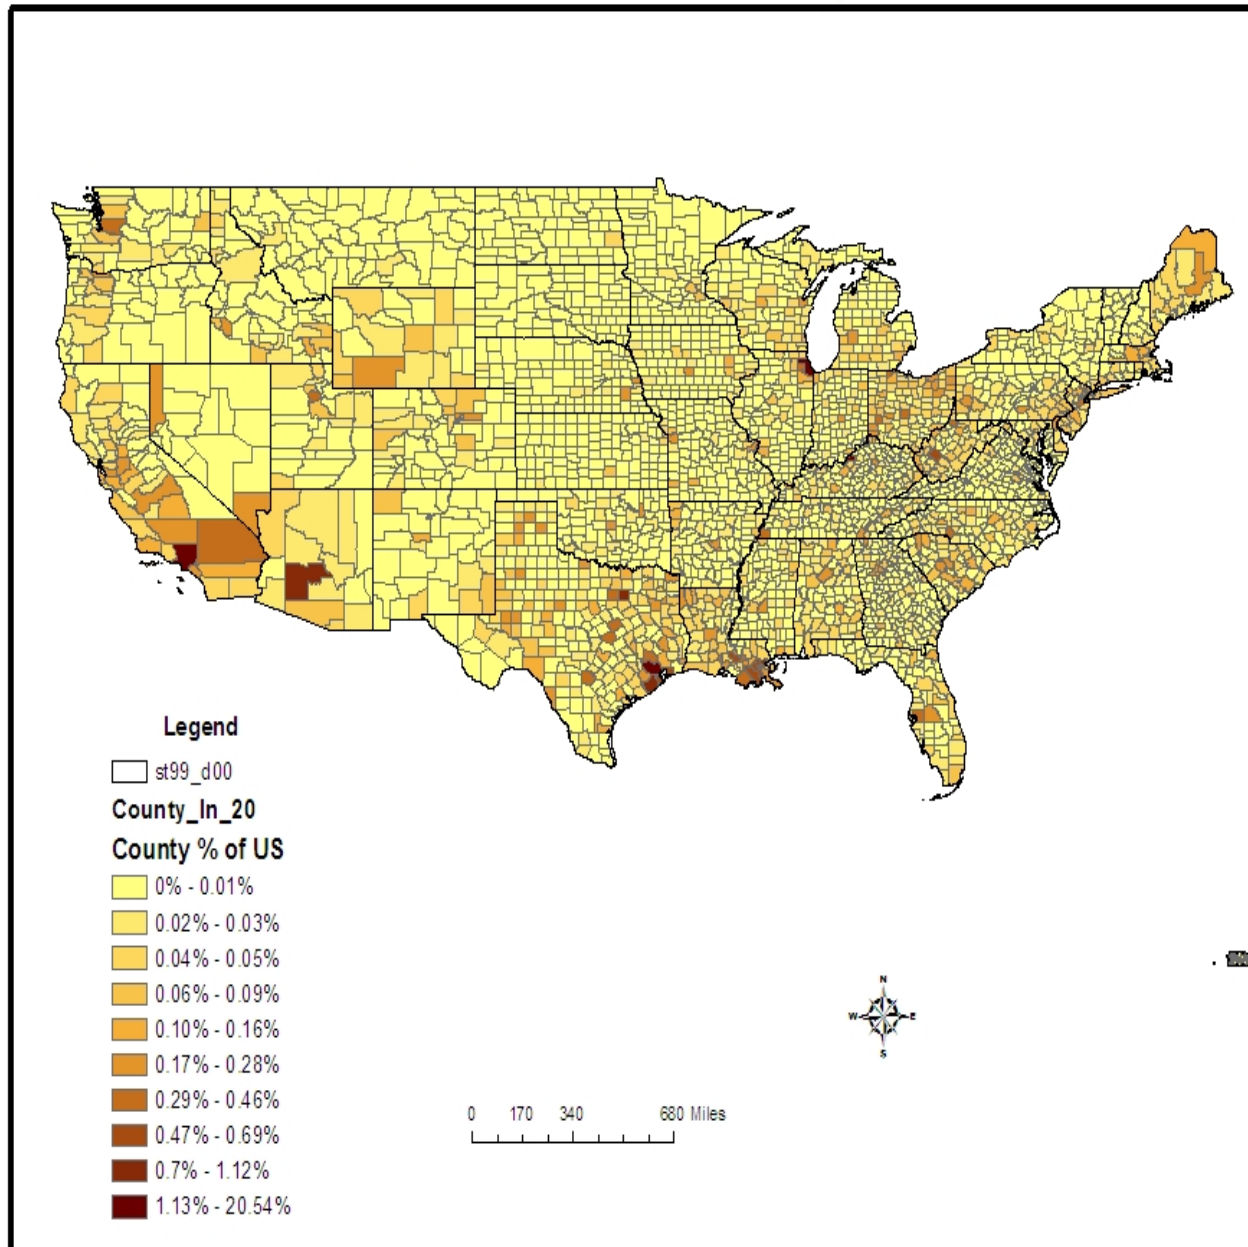 Legend
st99_d00
County_In_20
County % of US
0% - 0.01%
0.02% - 0.03%
0.04% - 0.05%
0.06% - 0.09%
0.10% - 0.16%
0.17% - 0.28%
0.29% - 0.46%
0.47% - 0.69%
0.7% - 1.12%
1.13% - 20.54%
N
W E
S
0 170 340 680 Miles